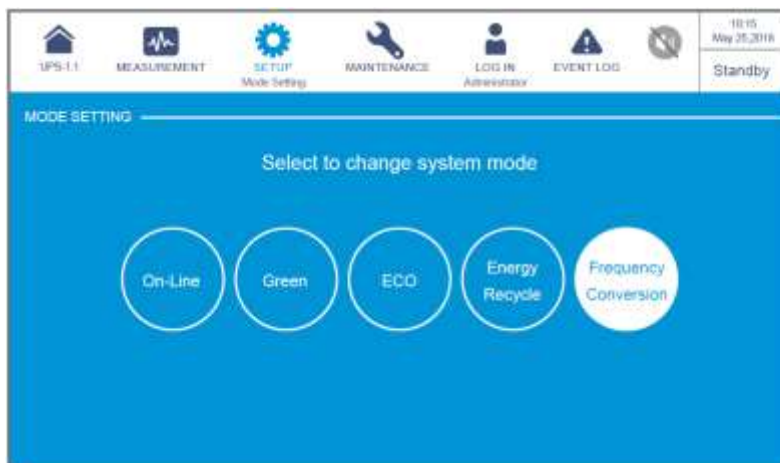 UPS-1.1
MEASUREMENT
SETUP
Mode Setting
MAINTENANCE
LOG IN
Administrator
EVENT LOG
10:15
May 25,2016
Standby
MODE SETTING
Select to change system mode
On-Line
Green
ECO
Energy
Recycle
Frequency
Conversion